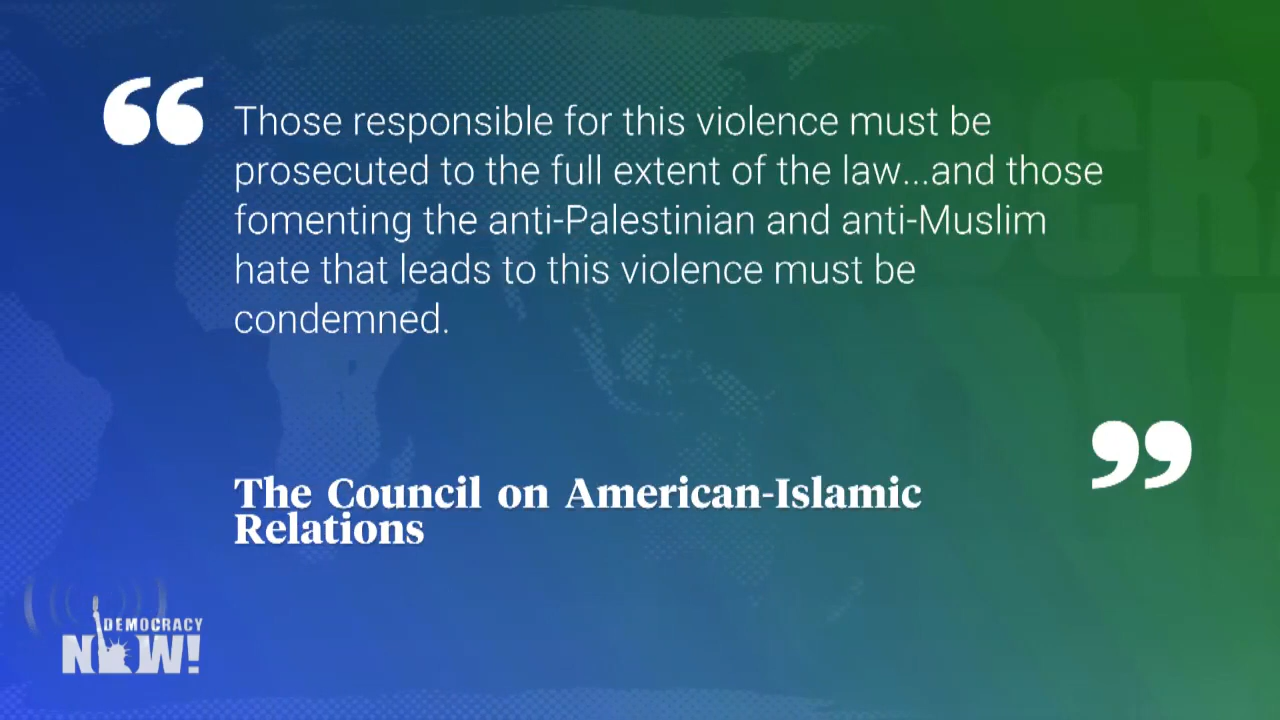 “
Those responsible for this violence must be
prosecuted to the full extent of the law...and those
fomenting the anti-Palestinian and anti-Muslim
hate that leads to this violence must be
condemned.
”
The Council on American-Islamic
Relations
DEMOCRACY
NOW!